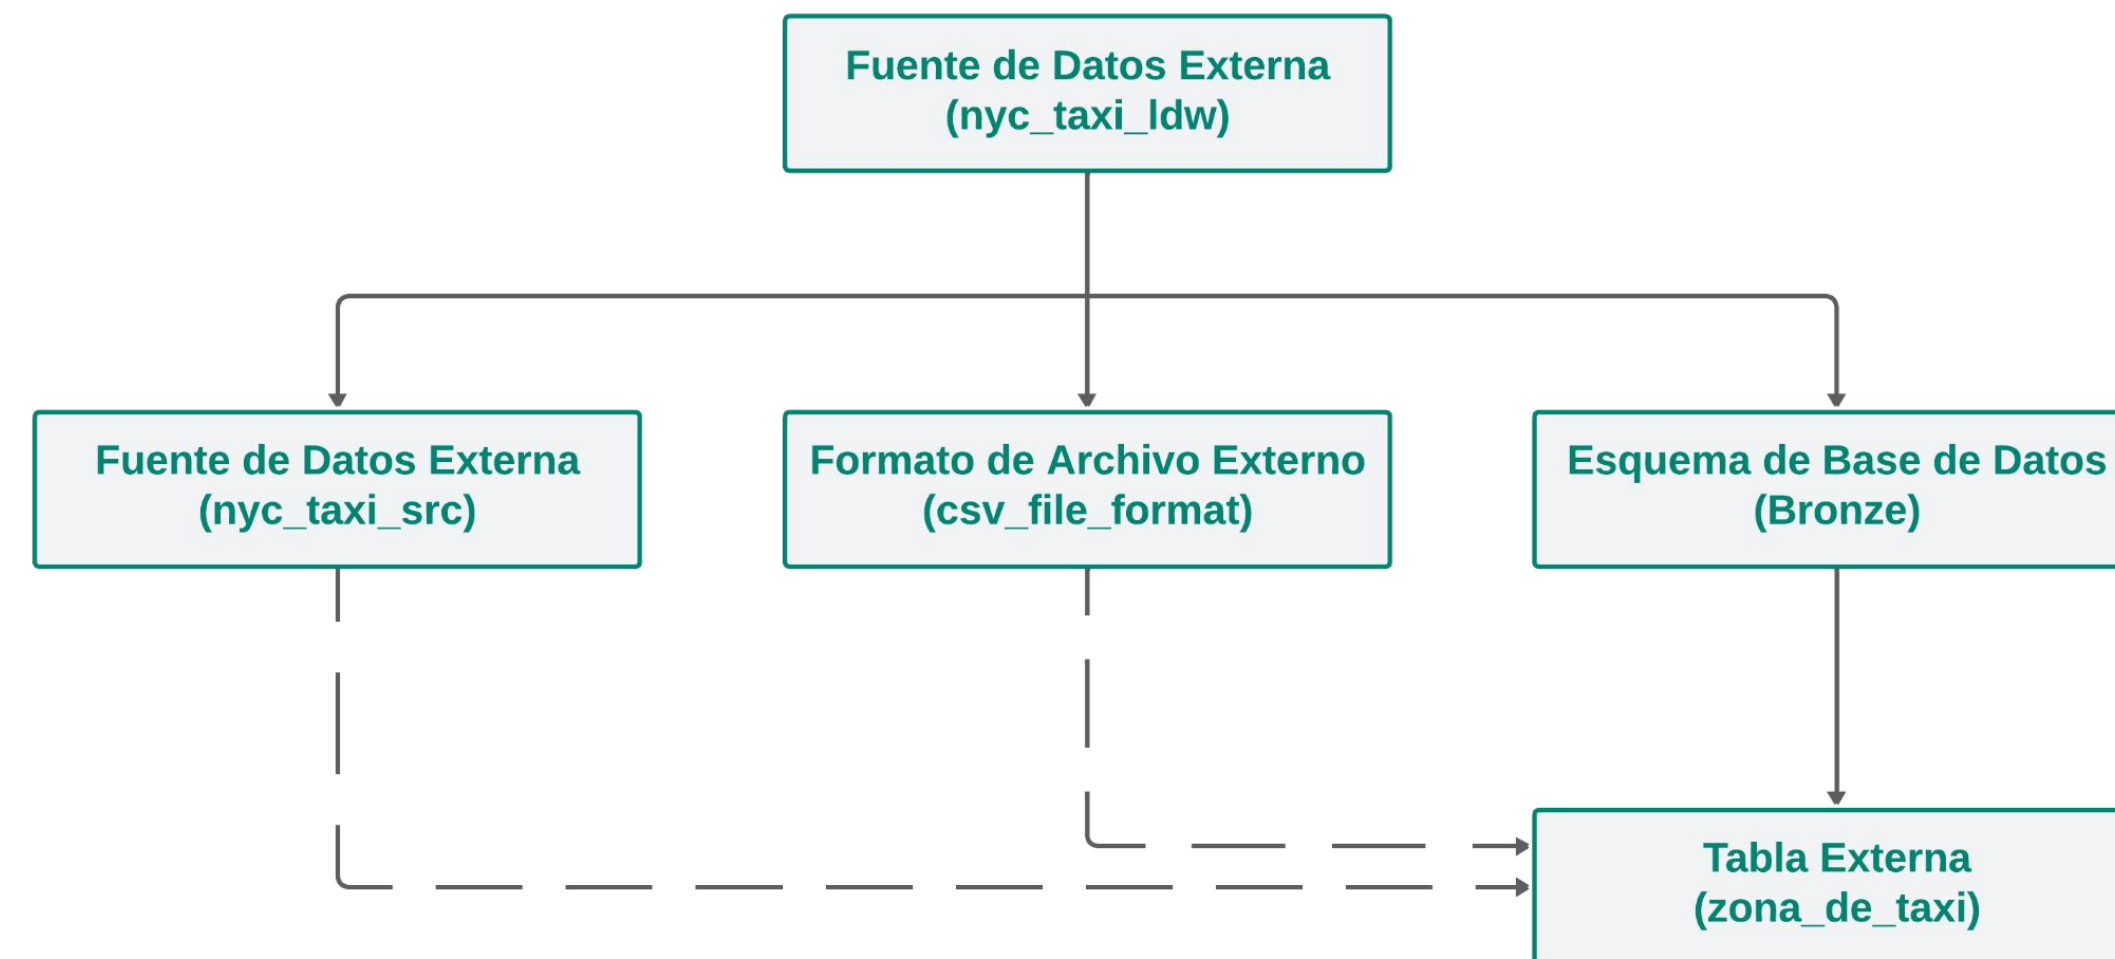 Fuente de Datos Externa
(nyc_taxi_ldw)
Fuente de Datos Externa
(nyc_taxi_src)
Formato de Archivo Externo
(csv_file_format)
Esquema de Base de Datos
(Bronze)
Tabla Externa
(zona_de_taxi)